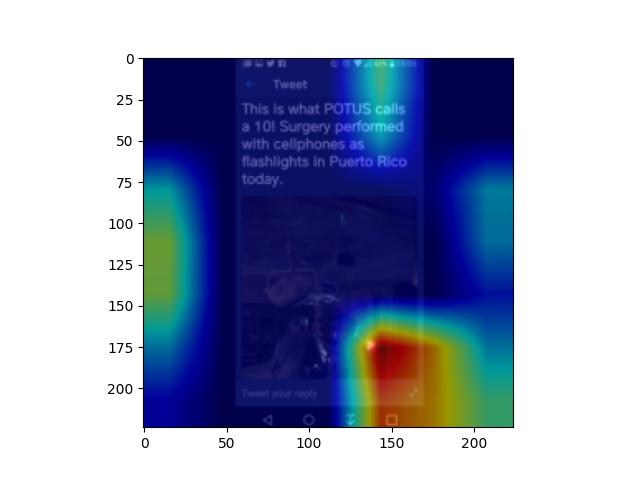 Tweet
This is what POTUS calls
a 10! Surgery performed
with cellphones as
flashlights in Puerto Rico
today.
Tweet your reply
0
25
50
75
100
125
150
175
200
0
50
100
150
200